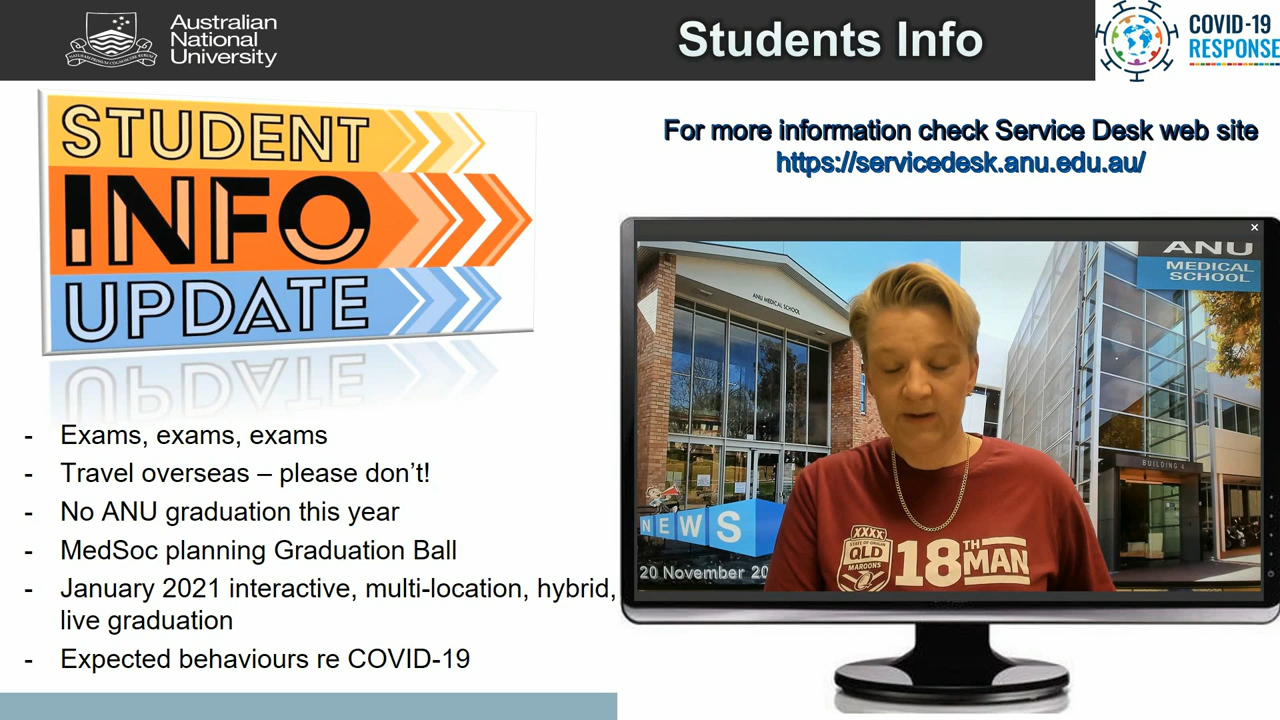 Australian
National
University
Students Info
COVID-19
RESPONSE
STUDENT
INFO
UPDATE
For more information check Service Desk web site
https://servicedesk.anu.edu.au/
- Exams, exams, exams
- Travel overseas – please don't!
- No ANU graduation this year
- MedSoc planning Graduation Ball
- January 2021 interactive, multi-location, hybrid,
live graduation
- Expected behaviours re COVID-19
ANU
MEDICAL
SCHOOL
ANU MEDICAL SCHOOL
BUILDING 4
NEWS
20 November 20
XXXX
STATE OF ORIGIN
QLD
MAROONS
18TH
MAN